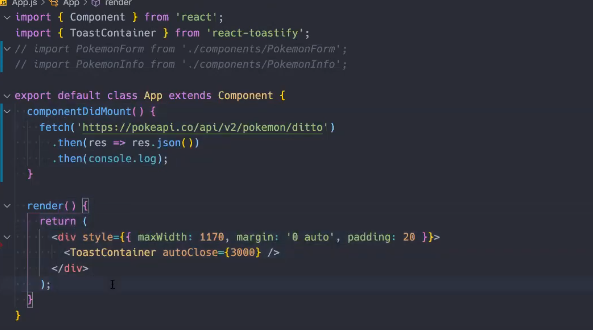 App.js > App > render
import { Component } from 'react';
import { ToastContainer } from 'react-toastify';
// import PokemonForm from './components/PokemonForm';
// import PokemonInfo from './components/PokemonInfo';
export default class App extends Component {
componentDidMount() {
fetch('https://pokeapi.co/api/v2/pokemon/ditto')
.then(res => res.json())
.then(console.log);
}
render() {
return (
<div style={{ maxWidth: 1170, margin: '0 auto', padding: 20 }}>
<ToastContainer autoClose={3000} />
</div>
);
}
}